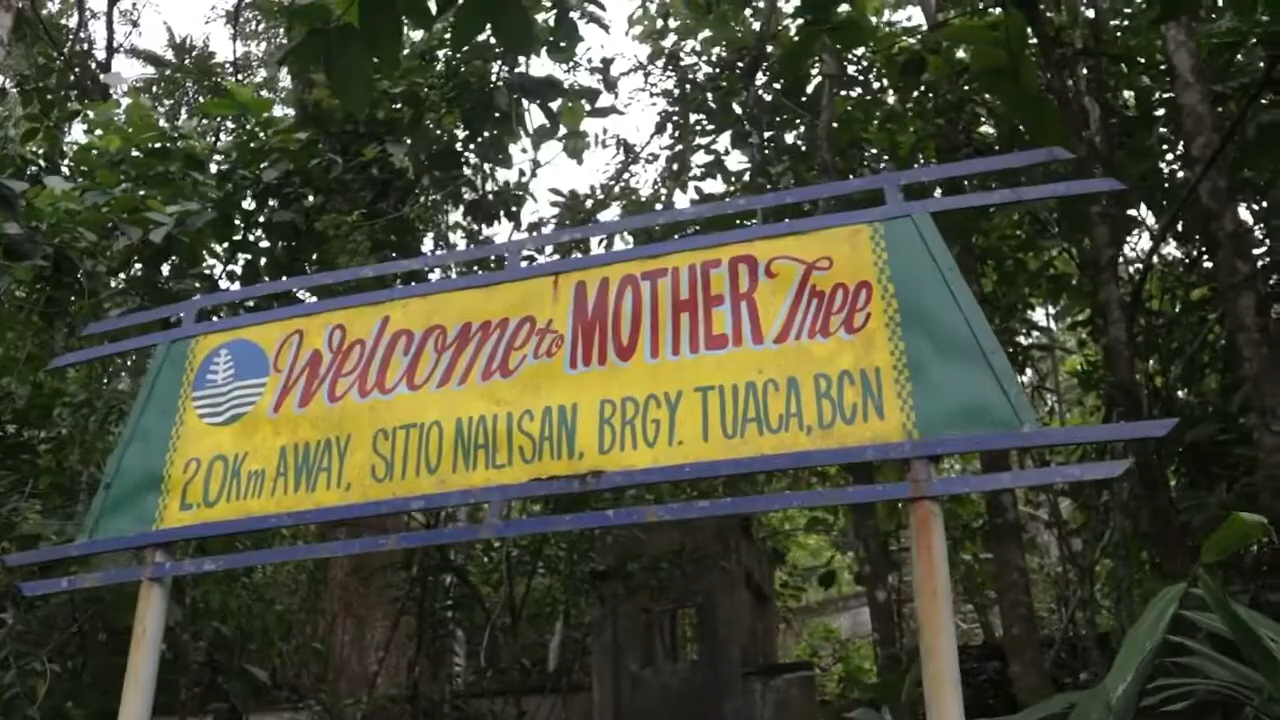 Welcome to MOTHER Tree
2.0Km AWAY, SITIO NALISAN, BRGY. TUACA, BCN